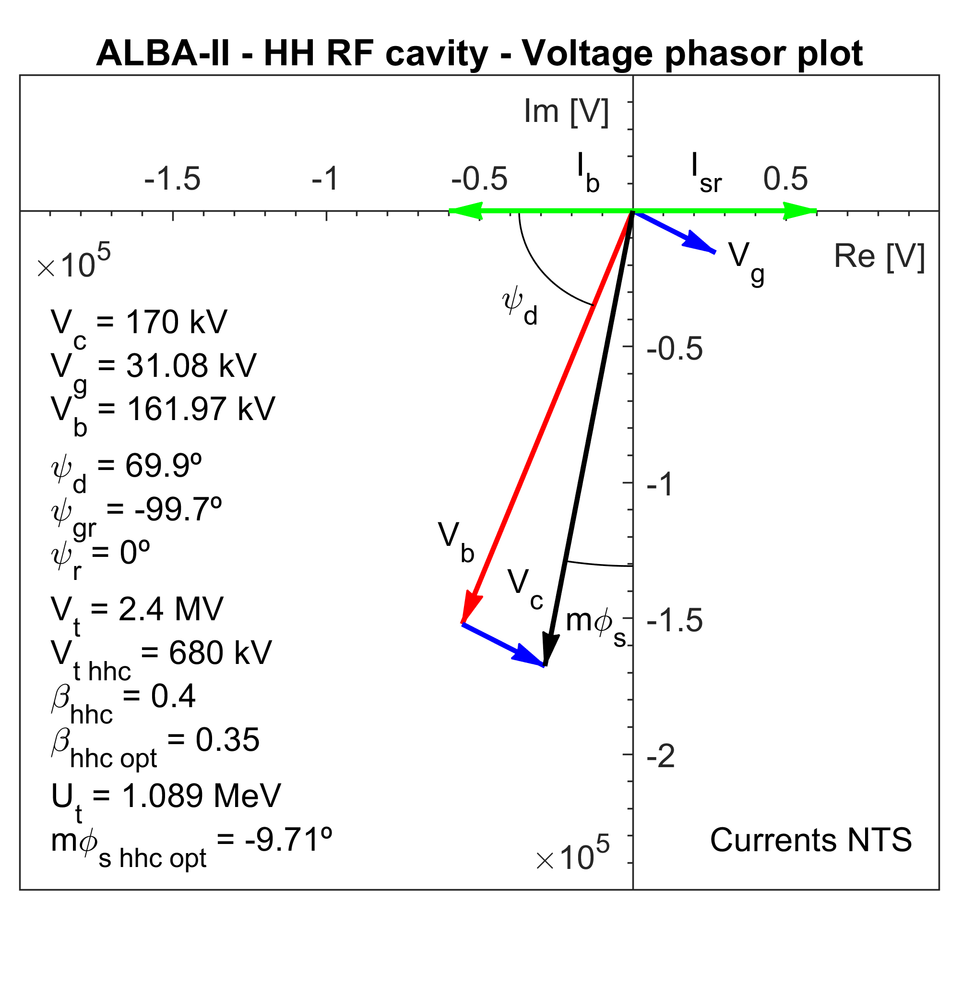 ALBA-II - HH RF cavity - Voltage phasor plot
Im [V]
I_b I_sr
-1.5 -1 -0.5 0.5
×10^5
V_g
Re [V]
ψ_d
V_c = 170 kV
-0.5
V_g = 31.08 kV
V_b = 161.97 kV
ψ_d = 69.9º
-1
ψ_gr = -99.7º
V_b
ψ_r = 0º
V_c
V_t = 2.4 MV
mϕ_s
-1.5
V_t hhc = 680 kV
β_hhc = 0.4
β_hhc opt = 0.35
-2
U_t = 1.089 MeV
mϕ_s hhc opt = -9.71º
×10^5
Currents NTS